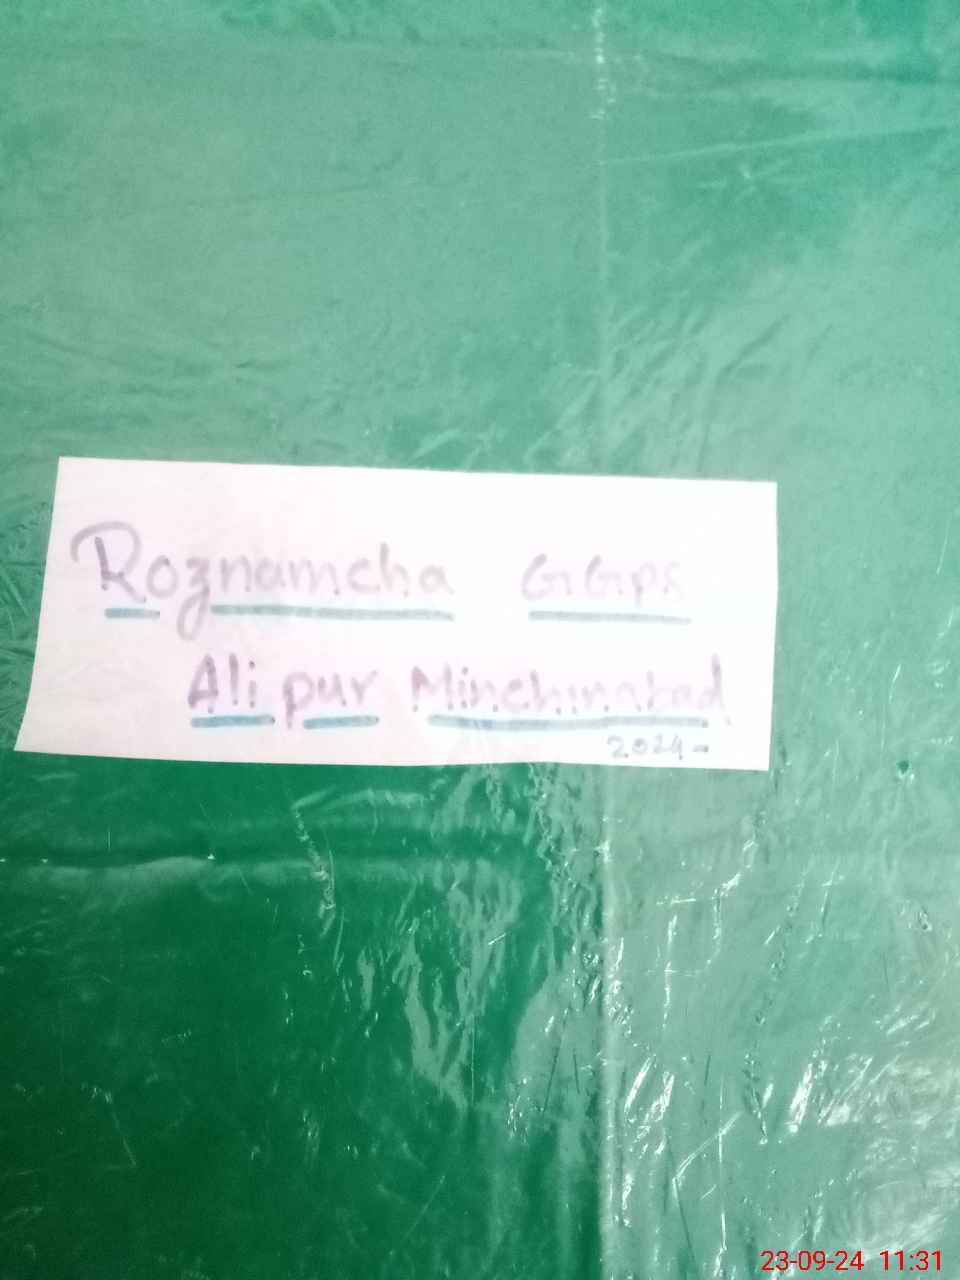 Roznamcha GGPS
Ali pur Minchinabad
2024-
23-09-24 11:31